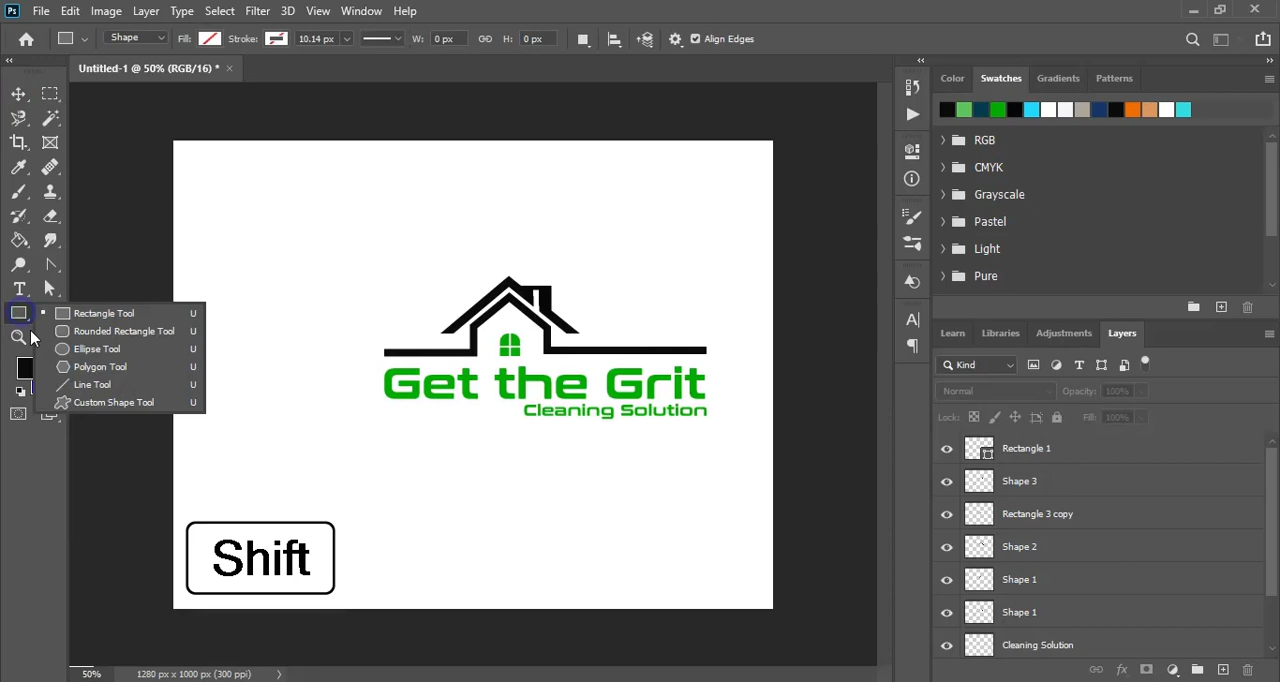 Ps File Edit Image Layer Type Select Filter 3D View Window Help
Shape Fill: Stroke: 10.14 px W: 0 px H: 0 px Align Edges
Untitled-1 @ 50% (RGB/16) * ×
Color Swatches Gradients Patterns
RGB
CMYK
Grayscale
Pastel
Light
Pure
Rectangle Tool U
Rounded Rectangle Tool U
Ellipse Tool U
Polygon Tool U
Line Tool U
Custom Shape Tool U
Get the Grit
Cleaning Solution
Shift
Learn Libraries Adjustments Layers
Kind
Normal Opacity: 100%
Lock: Fill: 100%
Rectangle 1
Shape 3
Rectangle 3 copy
Shape 2
Shape 1
Shape 1
Cleaning Solution
50% 1280 px x 1000 px (300 ppi)